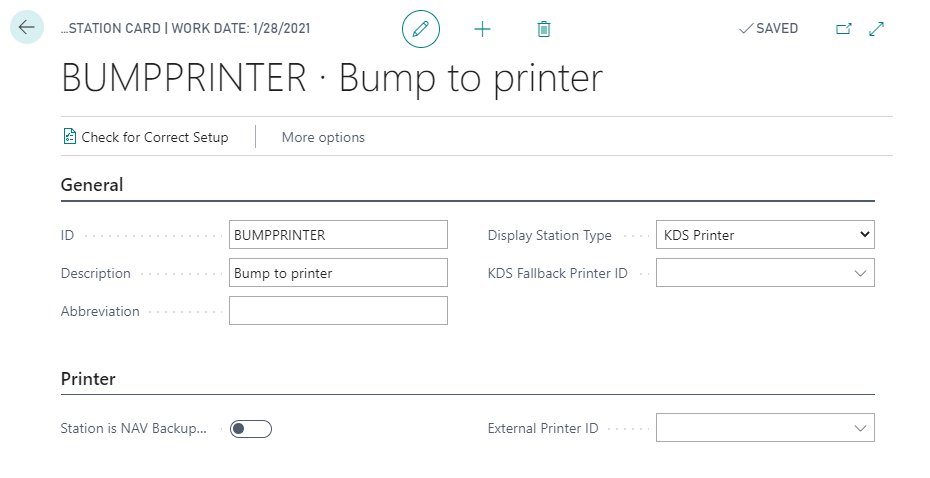 ...STATION CARD | WORK DATE: 1/28/2021
SAVED
BUMPPRINTER · Bump to printer
Check for Correct Setup
More options
General
ID
BUMPPRINTER
Display Station Type
KDS Printer
Description
Bump to printer
KDS Fallback Printer ID
Abbreviation
Printer
Station is NAV Backup...
External Printer ID